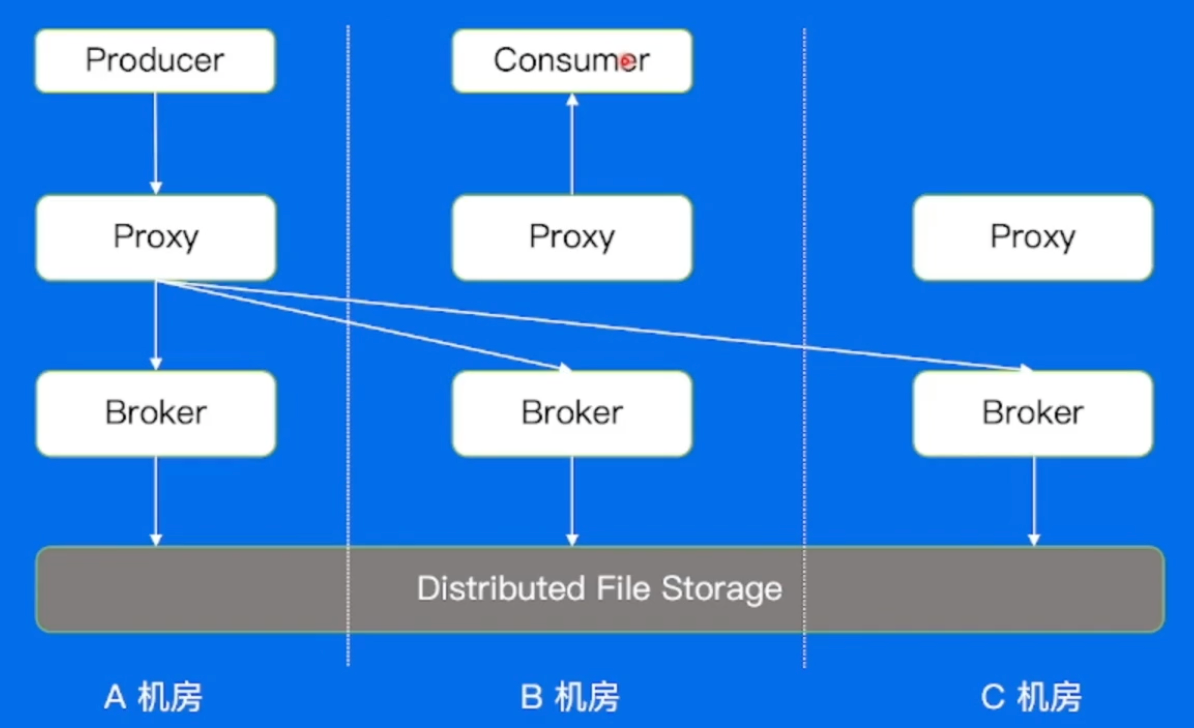 Producer
Consumer
Proxy
Proxy
Proxy
Broker
Broker
Broker
Distributed File Storage
A 机房
B 机房
C 机房